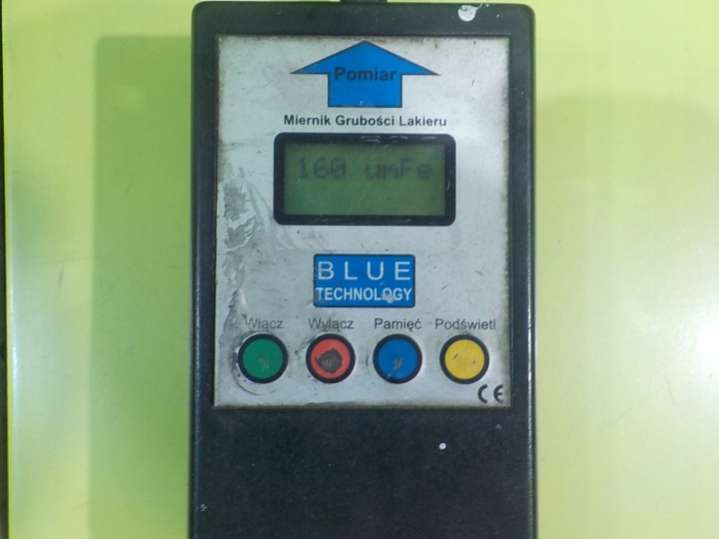 Pomiar
Miernik Grubości Lakieru
160 umFe
BLUE
TECHNOLOGY
Włącz Wyłącz Pamięć Podświetl
CE